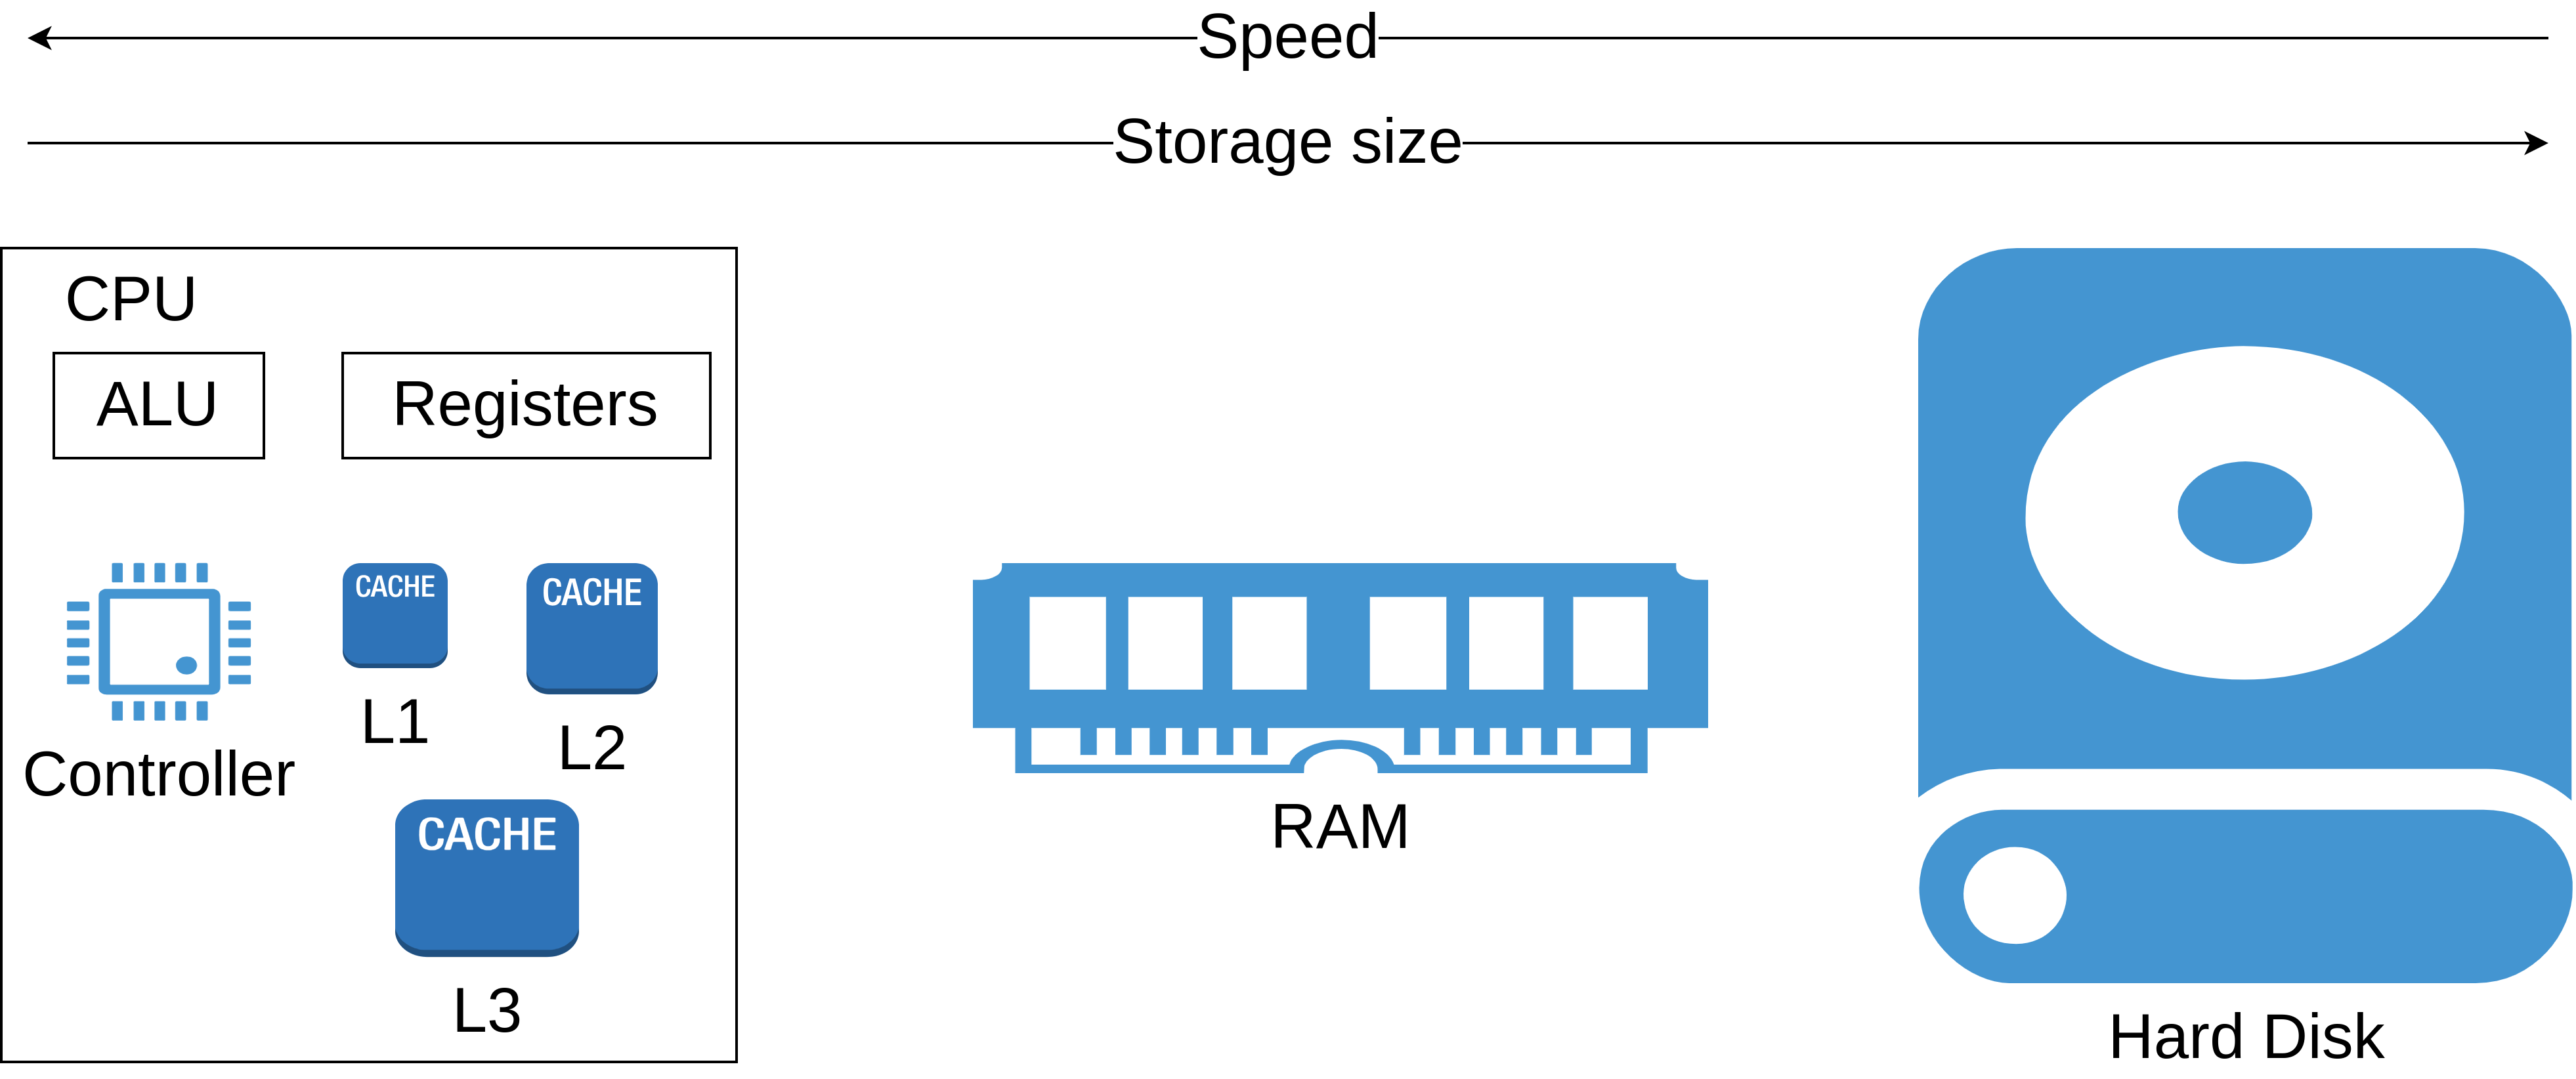 Speed
Storage size
CPU
ALU
Registers
CACHE
L1
CACHE
L2
Controller
CACHE
L3
RAM
Hard Disk